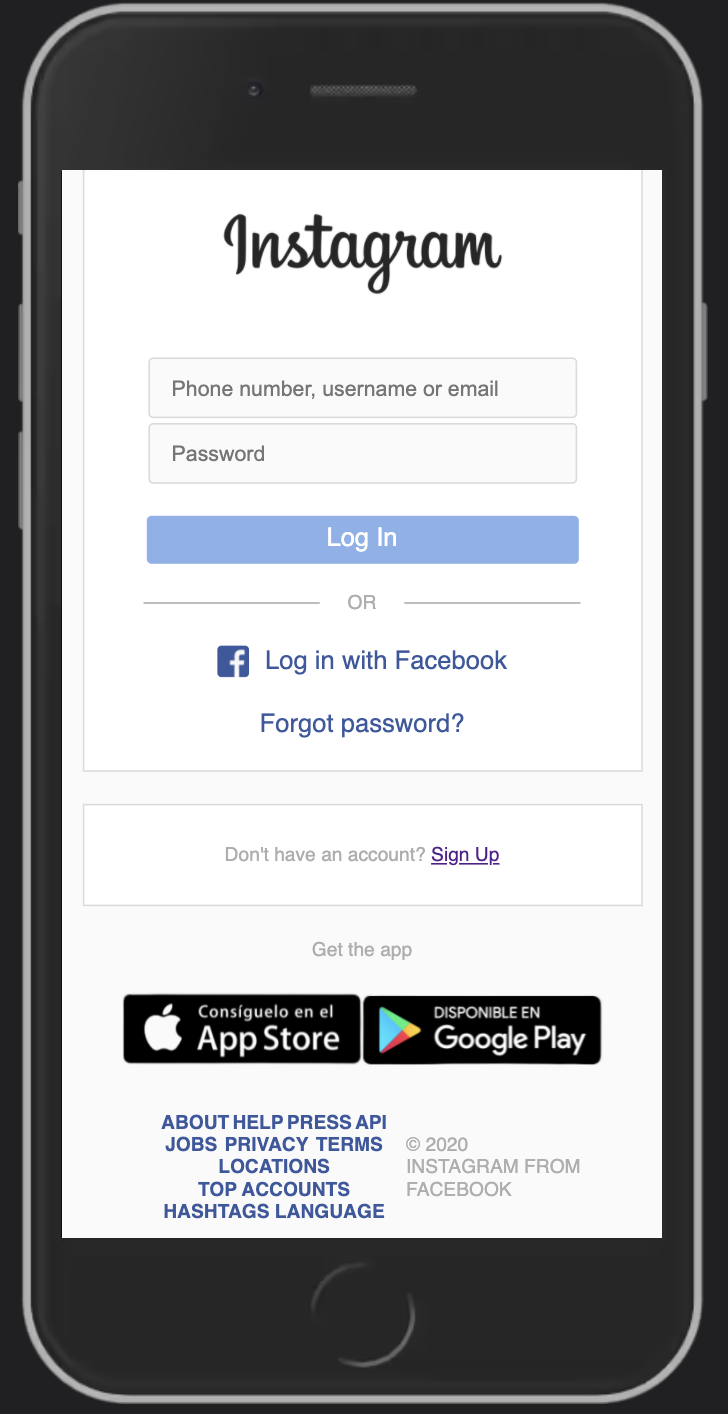 Instagram
Phone number, username or email
Password
Log In
OR
Log in with Facebook
Forgot password?
Don't have an account? Sign Up
Get the app
Consíguelo en el
App Store
DISPONIBLE EN
Google Play
ABOUT HELP PRESS API
JOBS PRIVACY TERMS
LOCATIONS
TOP ACCOUNTS
HASHTAGS LANGUAGE
© 2020
INSTAGRAM FROM
FACEBOOK